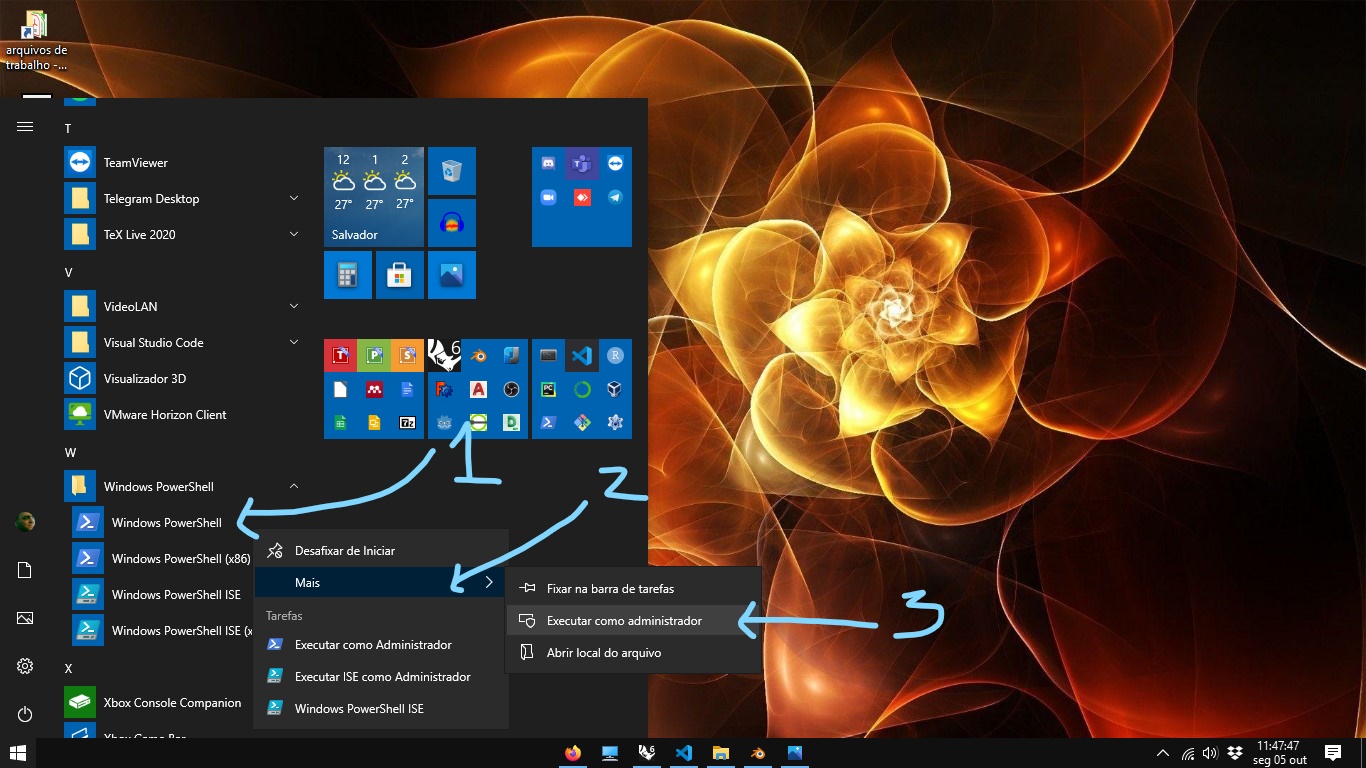 arquivos de
trabalho -...
T
TeamViewer
Telegram Desktop
TeX Live 2020
V
VideoLAN
Visual Studio Code
Visualizador 3D
VMware Horizon Client
W
Windows PowerShell
Windows PowerShell
Windows PowerShell (x86)
Windows PowerShell ISE
Windows PowerShell ISE (x
X
Xbox Console Companion
Xbox Game Bar
12 1 2
27° 27° 27°
Salvador
6
1
2
3
Desafixar de Iniciar
Mais
Tarefas
Executar como Administrador
Executar ISE como Administrador
Windows PowerShell ISE
Fixar na barra de tarefas
Executar como administrador
Abrir local do arquivo
11:47:47
seg 05 out